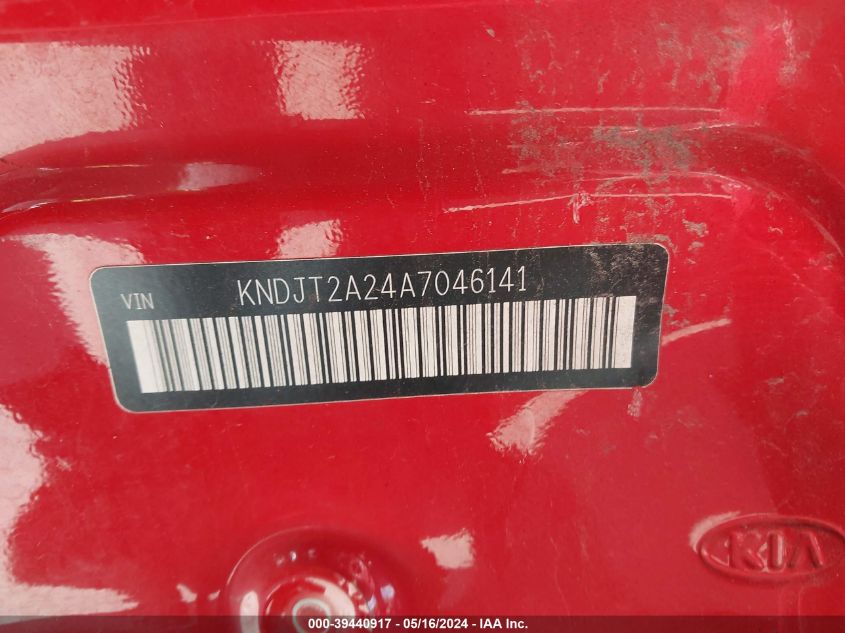 VIN KNDJT2A24A7046141
KIA
000-39440917 - 05/16/2024 - IAA Inc.